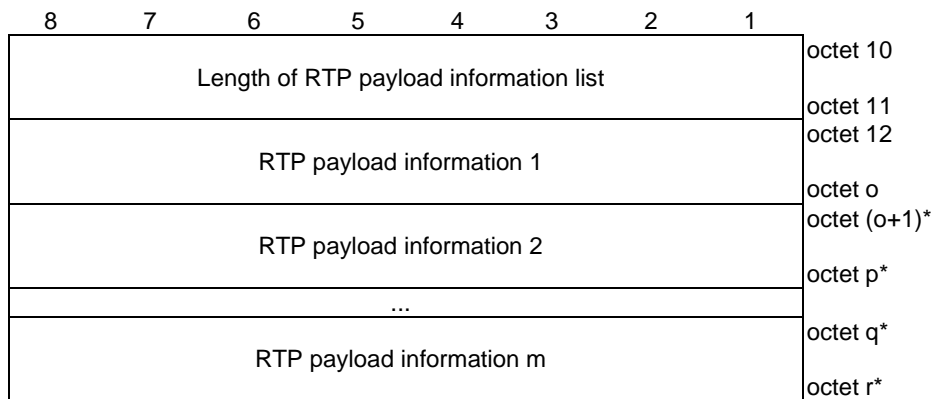 8 7 6 5 4 3 2 1
octet 10
Length of RTP payload information list
octet 11
octet 12
RTP payload information 1
octet o
octet (o+1)*
RTP payload information 2
octet p*
...
octet q*
RTP payload information m
octet r*